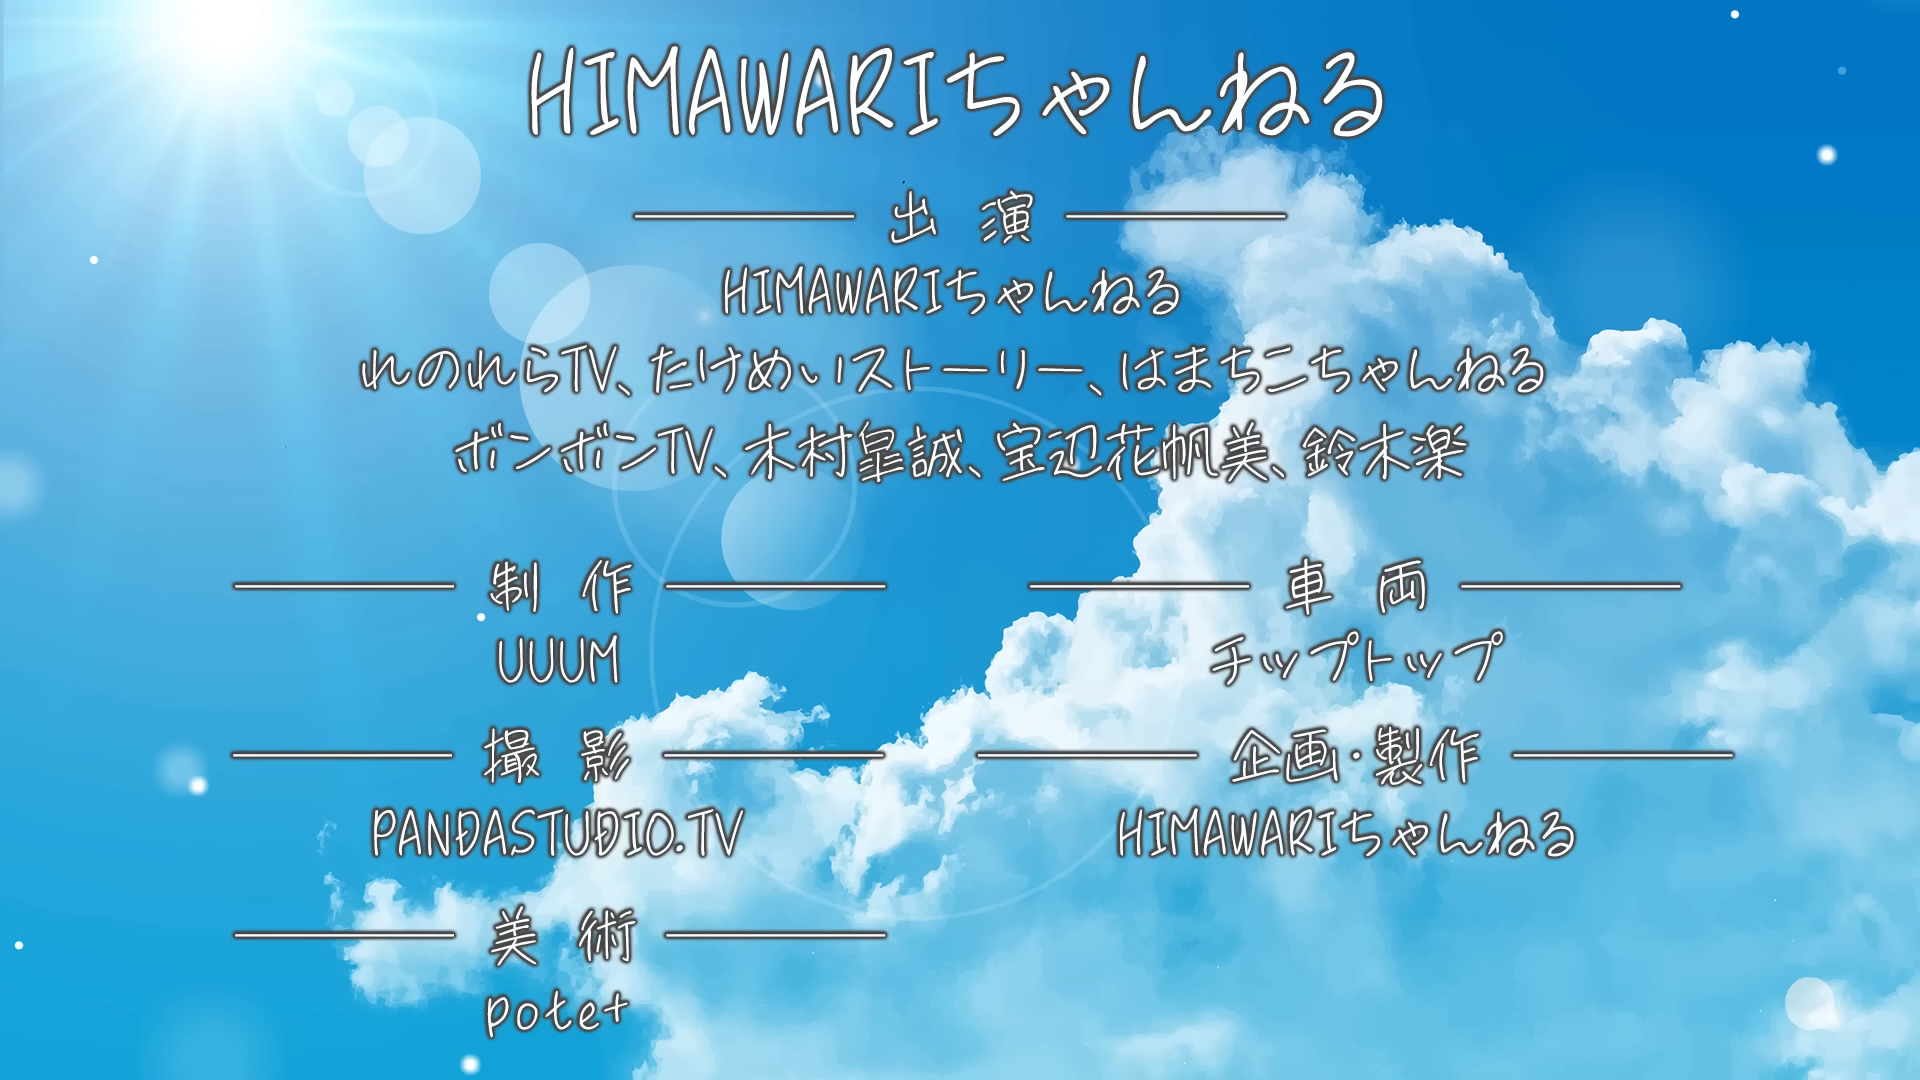 HIMAWARIちゃんねる
出演
HIMAWARIちゃんねる
れのれらTV、たけめいストーリー、はまちこちゃんねる
ボンボンTV、木村皐誠、宝辺花帆美、鈴木楽
制作
UUUM
車両
チップトップ
撮影
PANDASTUDIO.TV
企画・製作
HIMAWARIちゃんねる
美術
potet